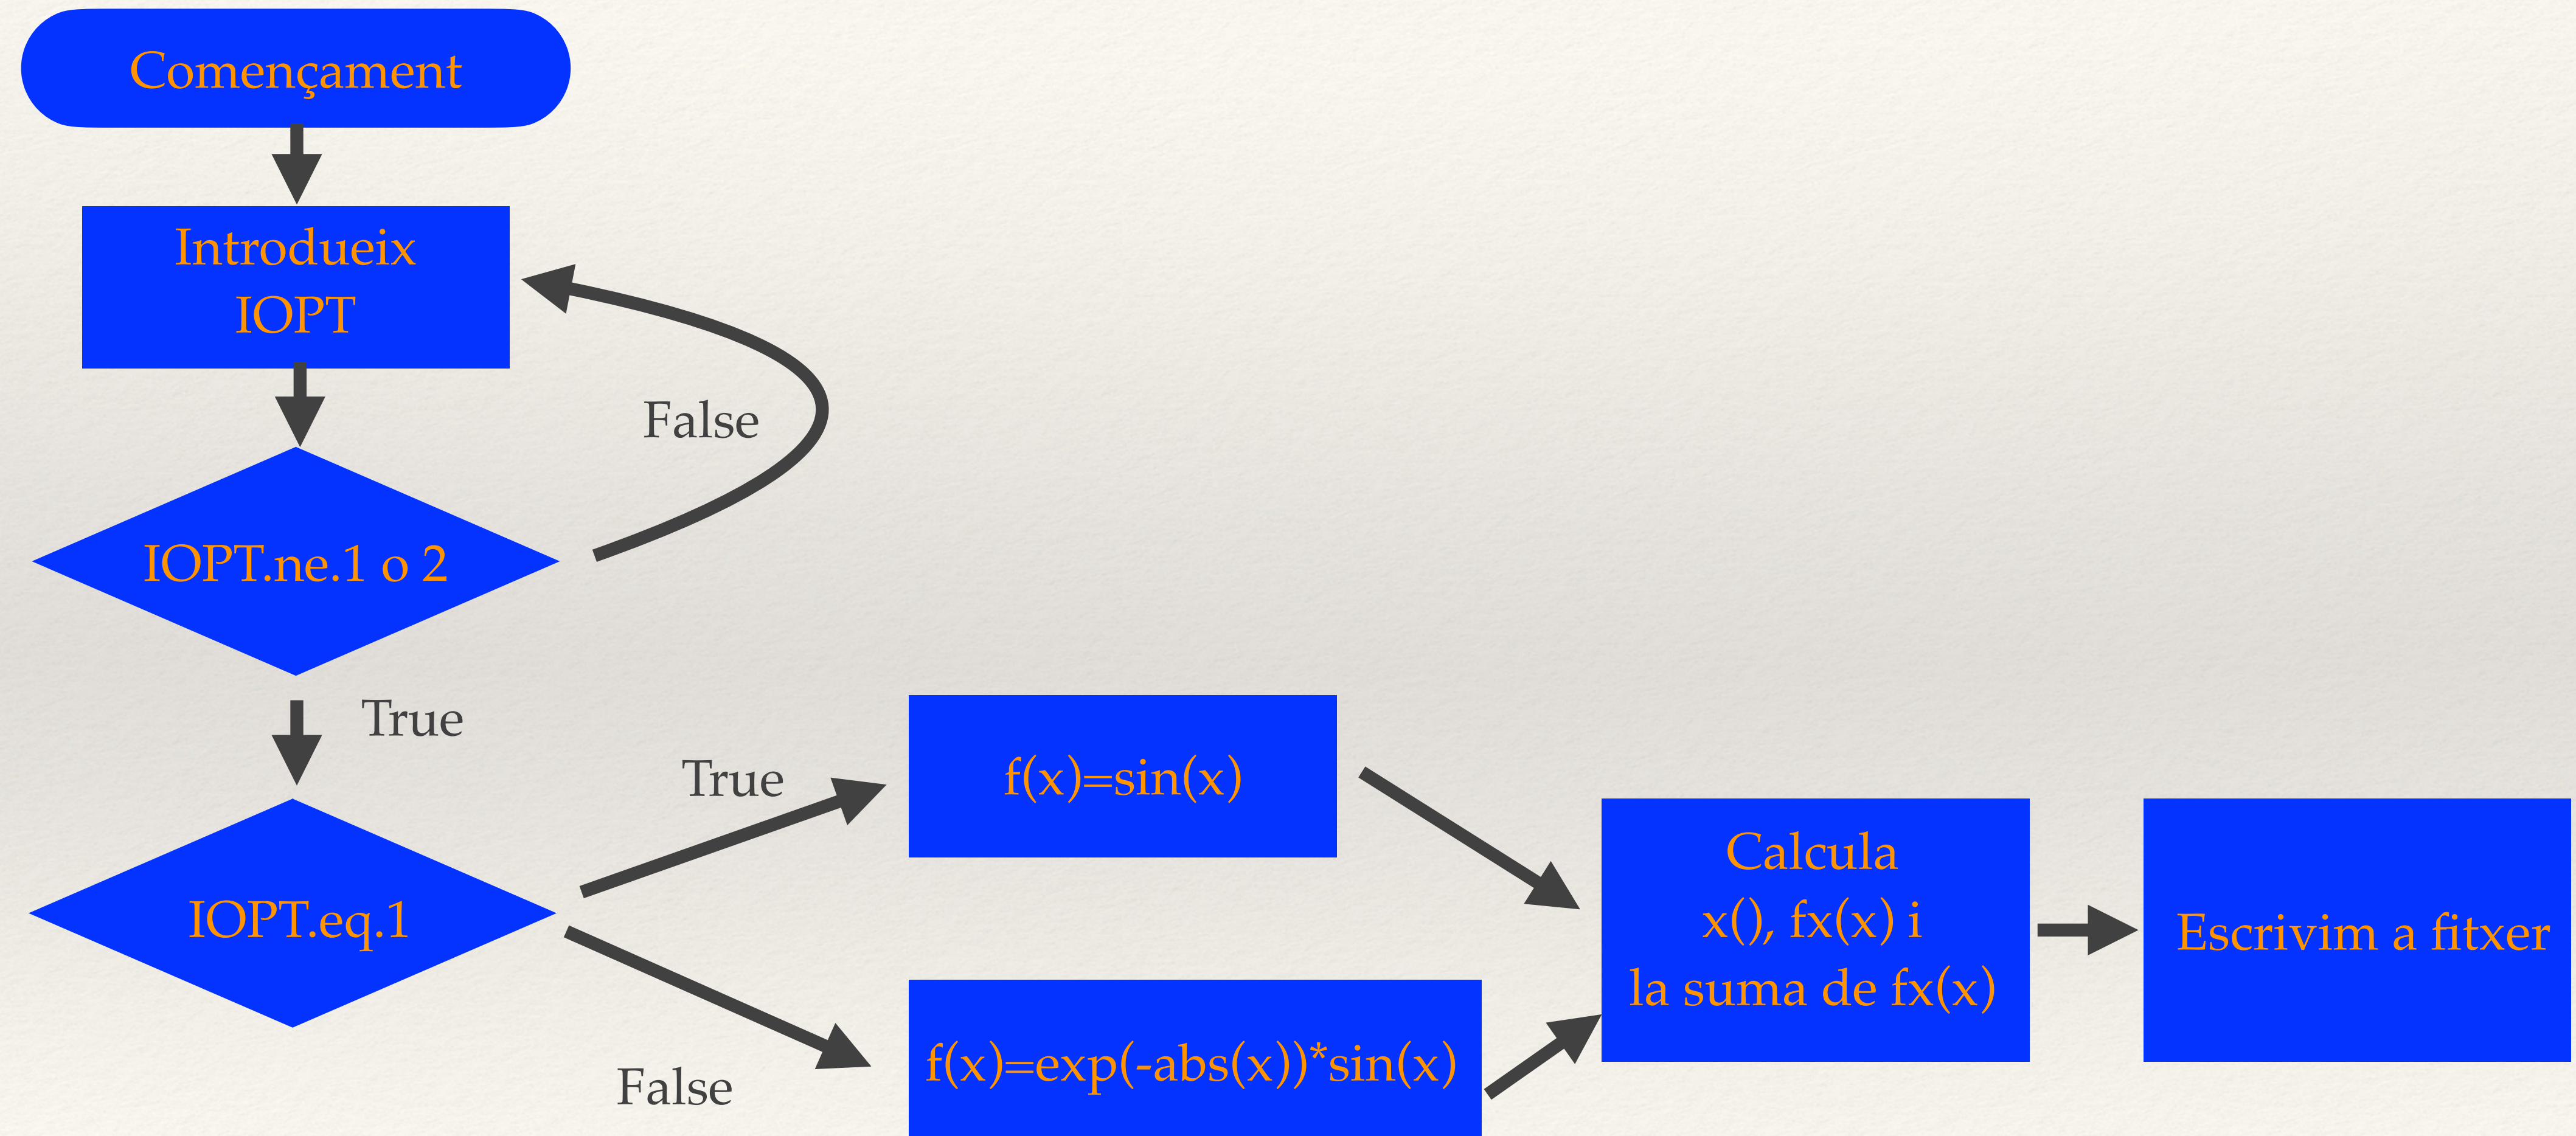 Començament
Introdueix
IOPT
False
IOPT.ne.1 o 2
True
IOPT.eq.1
True
False
f(x)=sin(x)
f(x)=exp(-abs(x))*sin(x)
Calcula
x(), fx(x) i
la suma de fx(x)
Escrivim a fitxer